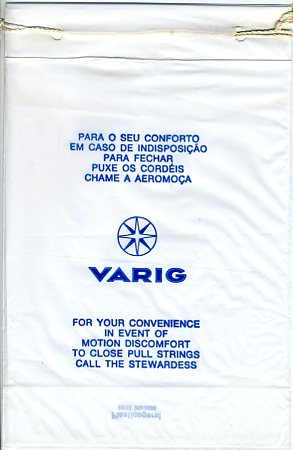 PARA O SEU CONFORTO
EM CASO DE INDISPOSIÇÃO
PARA FECHAR
PUXE OS CORDÉIS
CHAME A AEROMOÇA
VARIG
FOR YOUR CONVENIENCE
IN EVENT OF
MOTION DISCOMFORT
TO CLOSE PULL STRINGS
CALL THE STEWARDESS